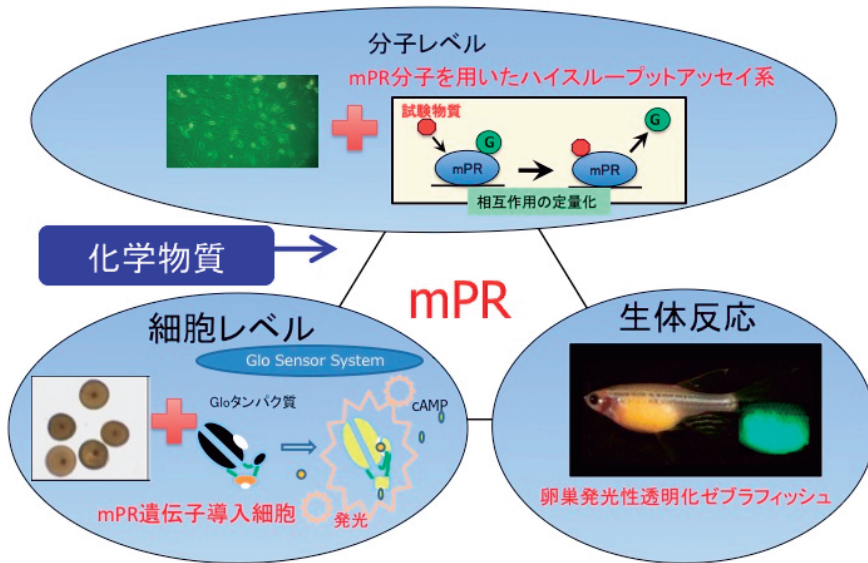 分子レベル
mPR分子を用いたハイスループットアッセイ系
試験物質
G
G
mPR
mPR
相互作用の定量化
化学物質
mPR
細胞レベル
Glo Sensor System
Gloタンパク質
cAMP
mPR遺伝子導入細胞
発光
生体反応
卵巣発光性透明化ゼブラフィッシュ